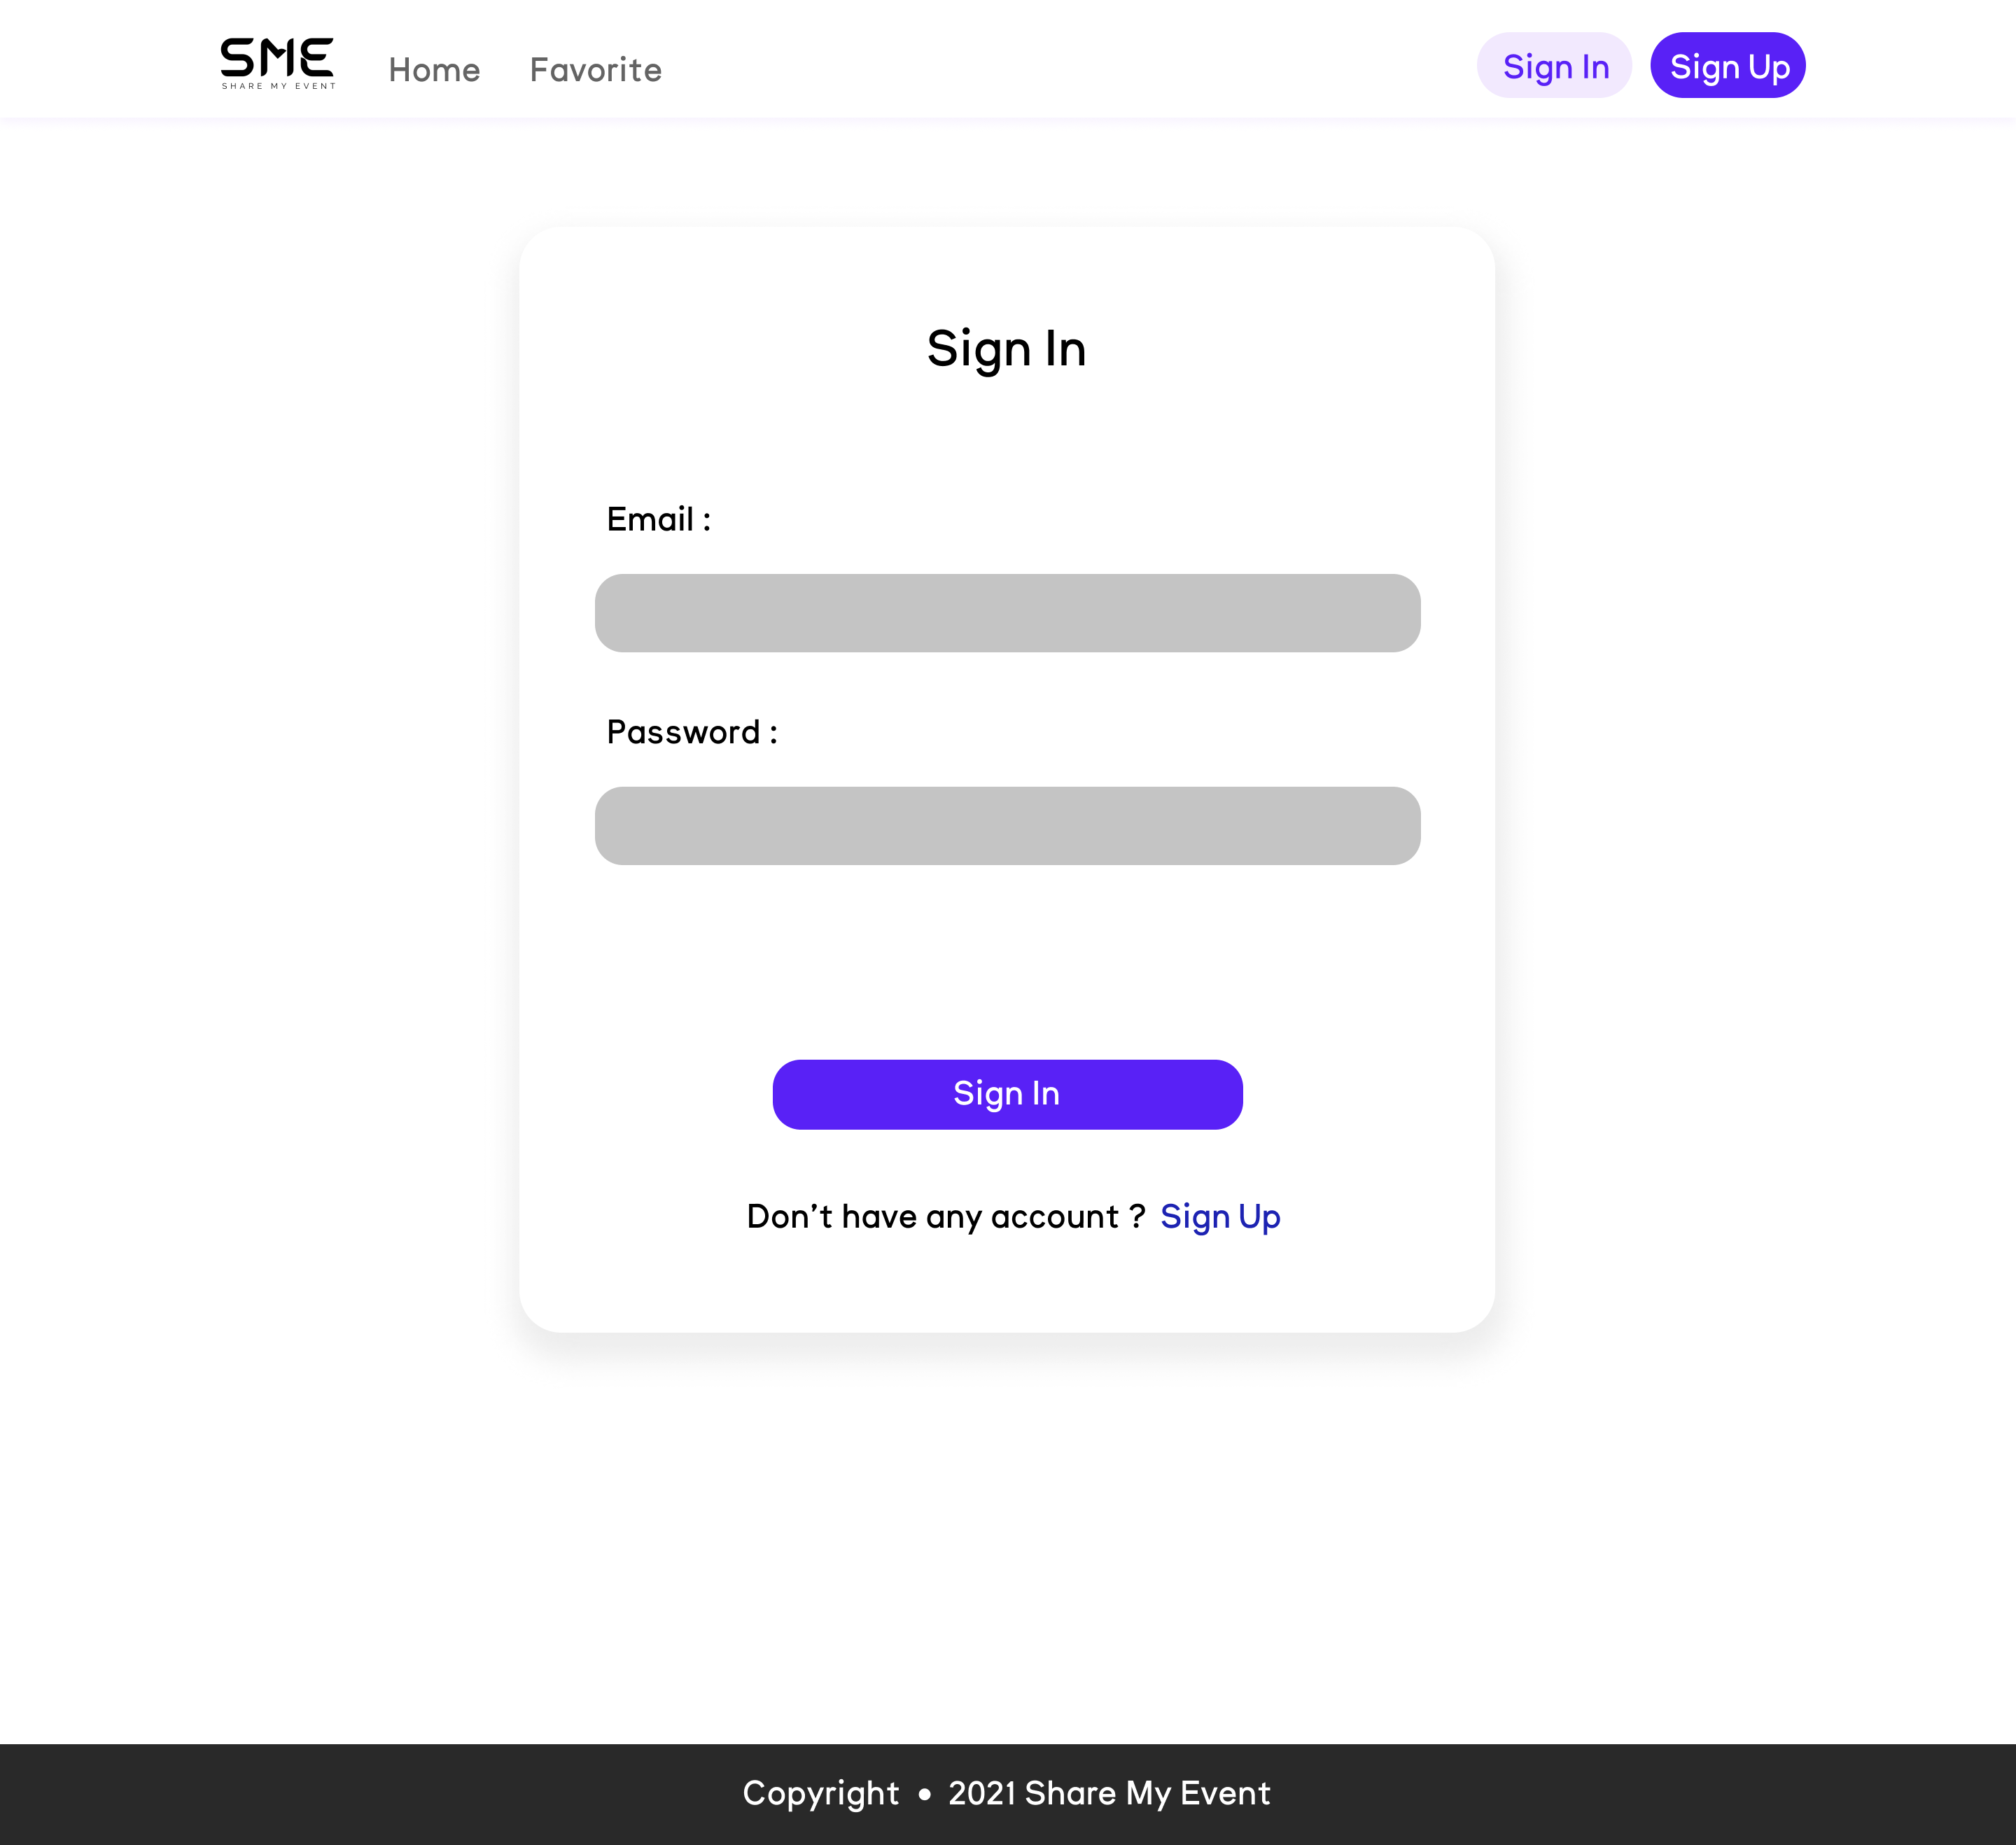 SME
SHARE MY EVENT
Home
Favorite
Sign In
Sign Up
Sign In
Email :
Password :
Sign In
Don't have any account ? Sign Up
Copyright • 2021 Share My Event